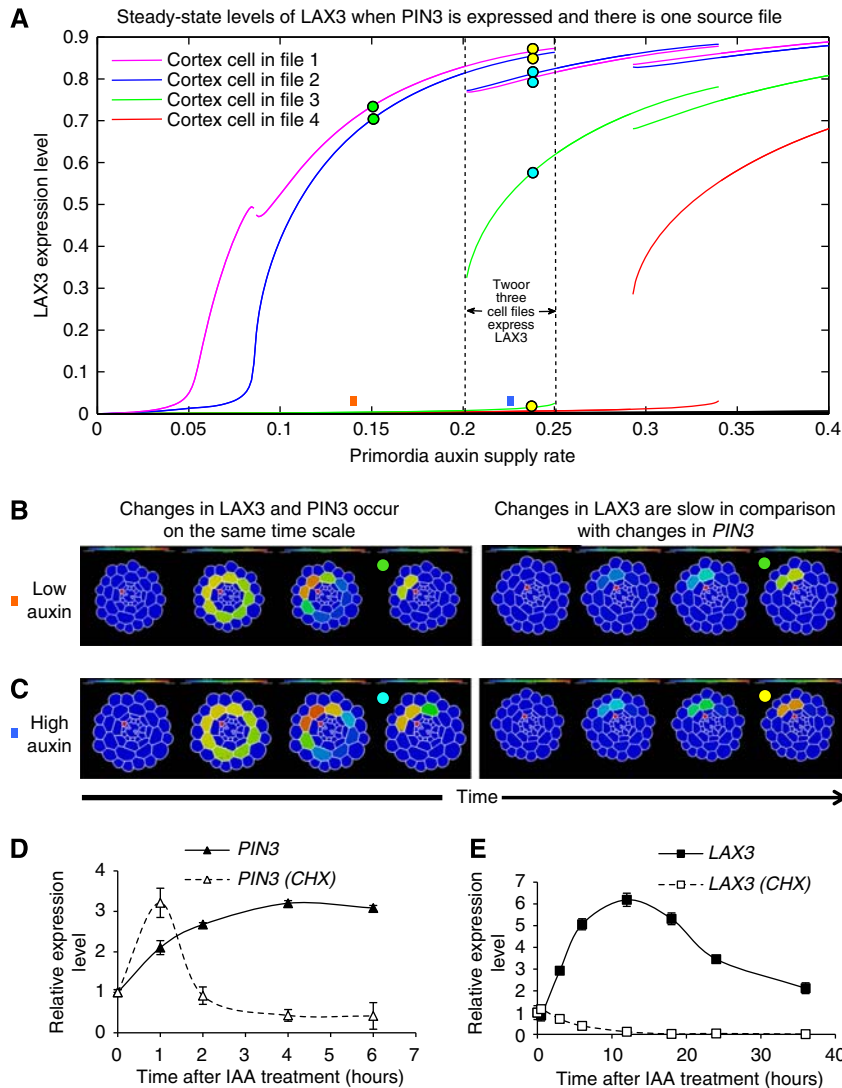 A
Steady-state levels of LAX3 when PIN3 is expressed and there is one source file
Cortex cell in file 1
Cortex cell in file 2
Cortex cell in file 3
Cortex cell in file 4
LAX3 expression level
0.9
0.8
0.7
0.6
0.5
0.4
0.3
0.2
0.1
0
Twoor
three
cell files
express
LAX3
0 0.05 0.1 0.15 0.2 0.25 0.3 0.35 0.4
Primordia auxin supply rate
B
Changes in LAX3 and PIN3 occur
on the same time scale
Changes in LAX3 are slow in comparison
with changes in PIN3
Low
auxin
C
High
auxin
Time
D
PIN3
PIN3 (CHX)
Relative expression
level
4
3
2
1
0
0 1 2 3 4 5 6 7
Time after IAA treatment (hours)
E
LAX3
LAX3 (CHX)
Relative expression
level
7
6
5
4
3
2
1
0
0 10 20 30 40
Time after IAA treatment (hours)